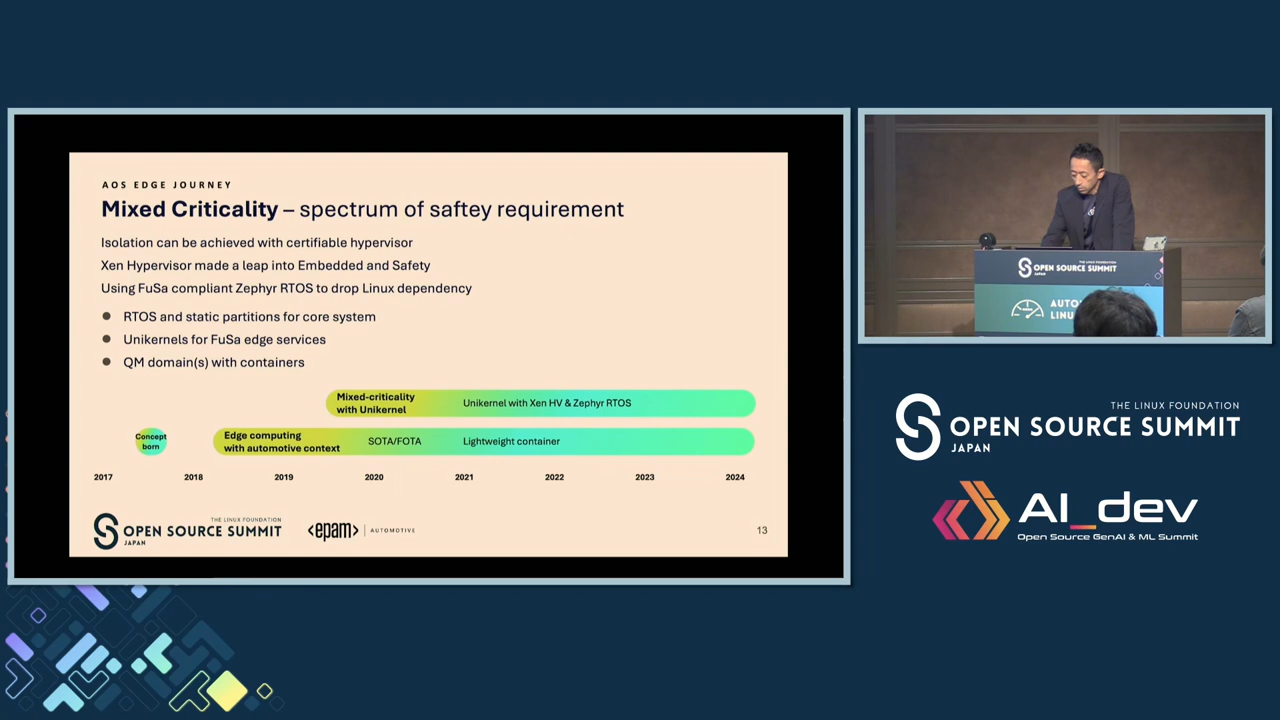 AOS EDGE JOURNEY
Mixed Criticality – spectrum of saftey requirement
Isolation can be achieved with certifiable hypervisor
Xen Hypervisor made a leap into Embedded and Safety
Using FuSa compliant Zephyr RTOS to drop Linux dependency
RTOS and static partitions for core system
Unikernels for FuSa edge services
QM domain(s) with containers
Mixed-criticality
with Unikernel
Unikernel with Xen HV & Zephyr RTOS
Concept
born
Edge computing
with automotive context
SOTA/FOTA
Lightweight container
2017 2018 2019 2020 2021 2022 2023 2024
THE LINUX FOUNDATION
OPEN SOURCE SUMMIT
JAPAN
<epam> | AUTOMOTIVE
13
THE LINUX FOUNDATION
OPEN SOURCE SUMMIT
THE LINUX FOUNDATION
OPEN SOURCE SUMMIT
JAPAN
AI_dev
Open Source GenAI & ML Summit